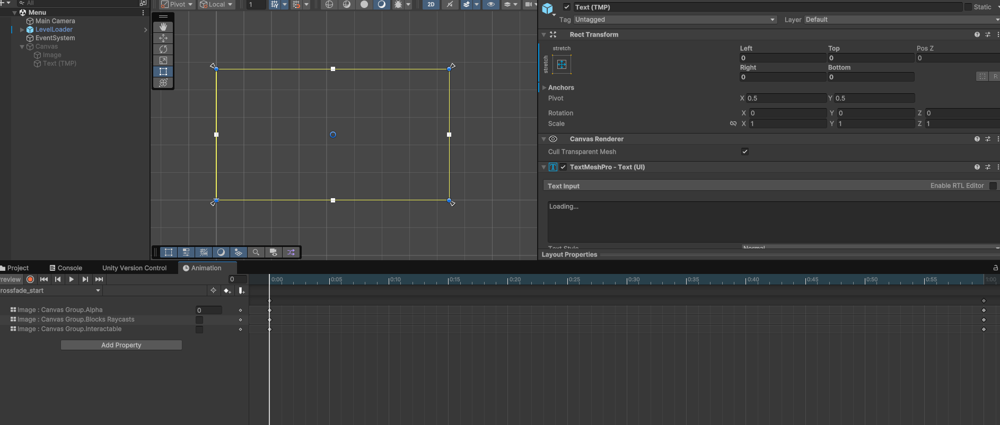 All
Menu
Main Camera
LevelLoader
EventSystem
Canvas
Image
Text (TMP)
Pivot
Local
1
2D
Text (TMP)
Static
Tag
Untagged
Layer
Default
Rect Transform
stretch
stretch
Left
Top
Pos Z
0
0
0
Right
Bottom
0
0
R
Anchors
Pivot
X 0.5
Y 0.5
Rotation
X 0
Y 0
Z 0
Scale
X 1
Y 1
Z 1
Canvas Renderer
Cull Transparent Mesh
TextMeshPro - Text (UI)
Text Input
Enable RTL Editor
Loading...
Text Style
Normal
Layout Properties
Project
Console
Unity Version Control
Animation
review
0
0:00
0:05
0:10
0:15
0:20
0:25
0:30
0:35
0:40
0:45
0:50
0:55
1:00
rossfade_start
Image : Canvas Group.Alpha
0
Image : Canvas Group.Blocks Raycasts
Image : Canvas Group.Interactable
Add Property